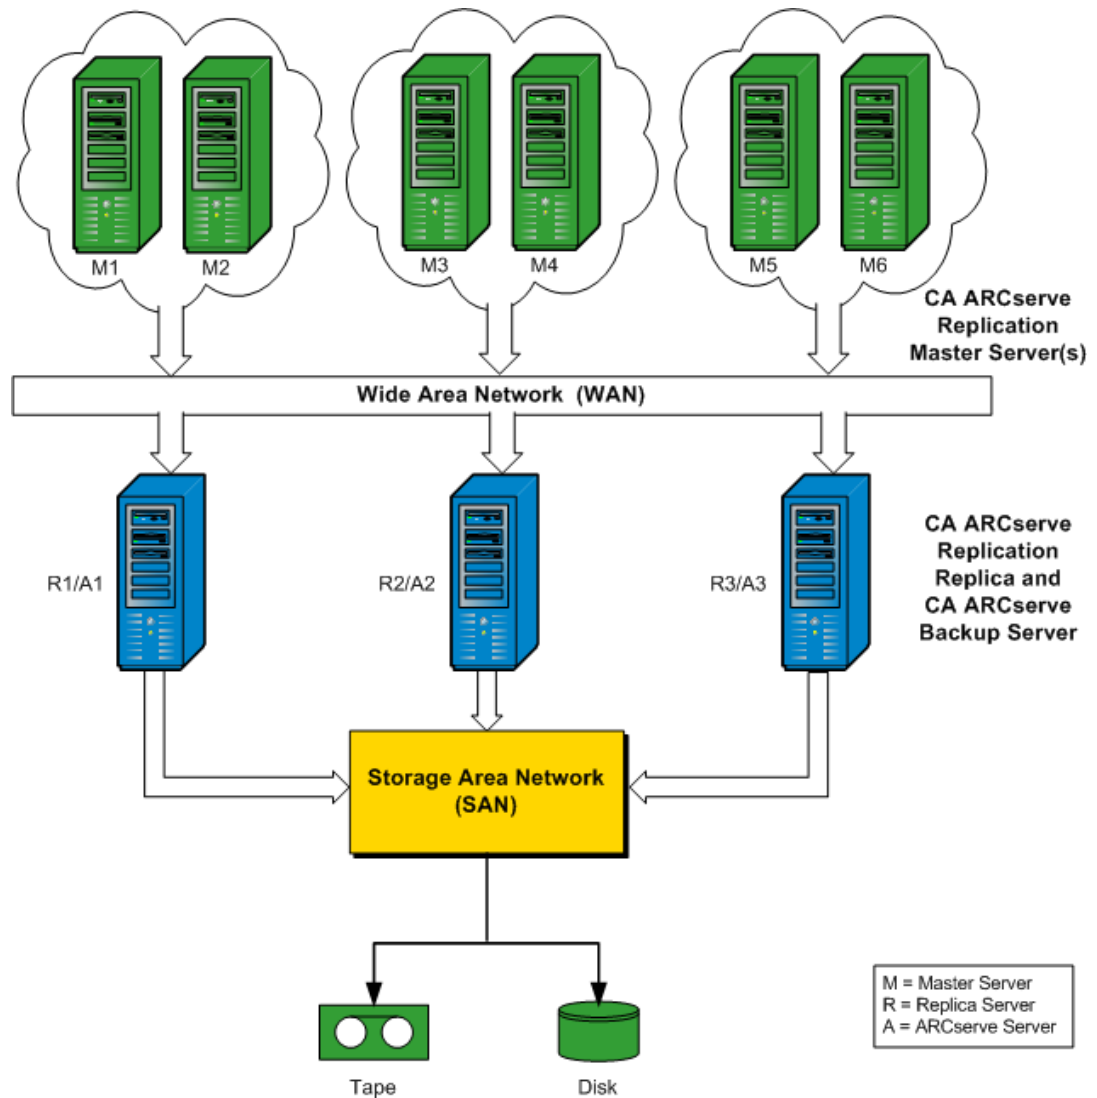 M1
M2
M3
M4
M5
M6
CA ARCserve
Replication
Master Server(s)
Wide Area Network (WAN)
R1/A1
R2/A2
R3/A3
CA ARCserve
Replication
Replica and
CA ARCserve
Backup Server
Storage Area Network
(SAN)
M = Master Server
R = Replica Server
A = ARCserve Server
Tape
Disk